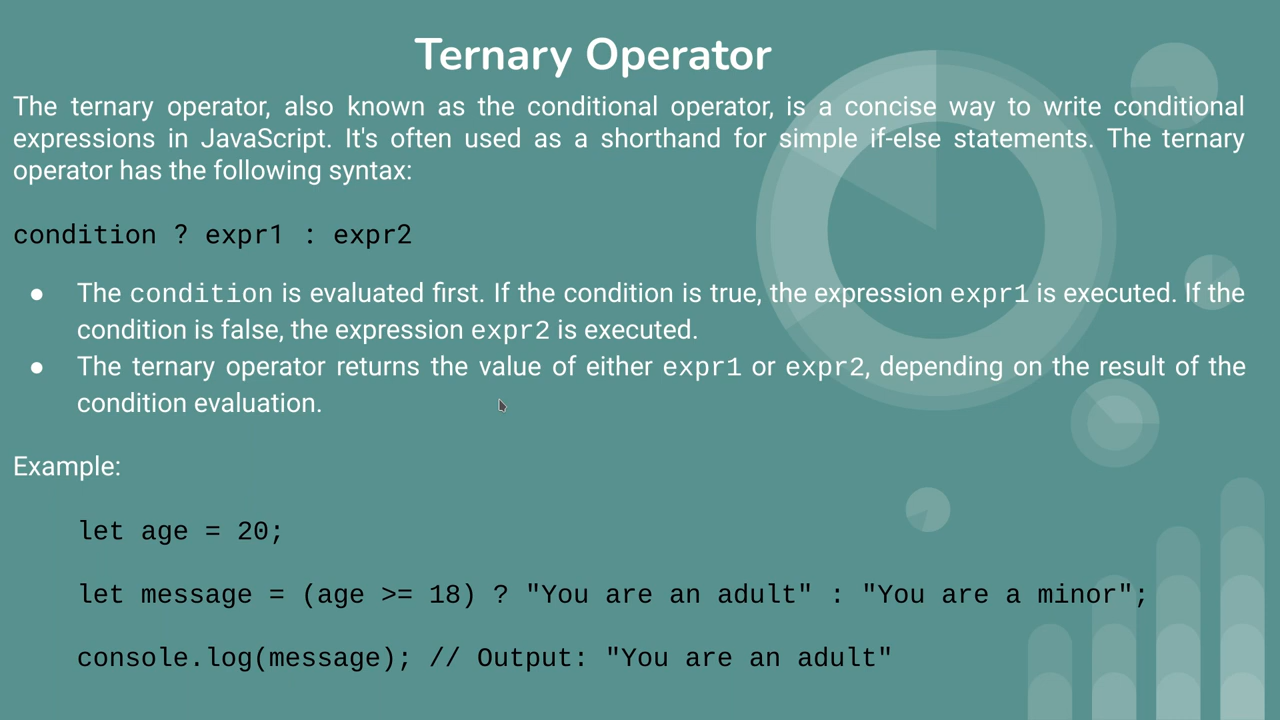 Ternary Operator
The ternary operator, also known as the conditional operator, is a concise way to write conditional
expressions in JavaScript. It's often used as a shorthand for simple if-else statements. The ternary
operator has the following syntax:
condition ? expr1 : expr2
● The condition is evaluated first. If the condition is true, the expression expr1 is executed. If the
condition is false, the expression expr2 is executed.
● The ternary operator returns the value of either expr1 or expr2, depending on the result of the
condition evaluation.
Example:
let age = 20;
let message = (age >= 18) ? "You are an adult" : "You are a minor";
console.log(message); // Output: "You are an adult"